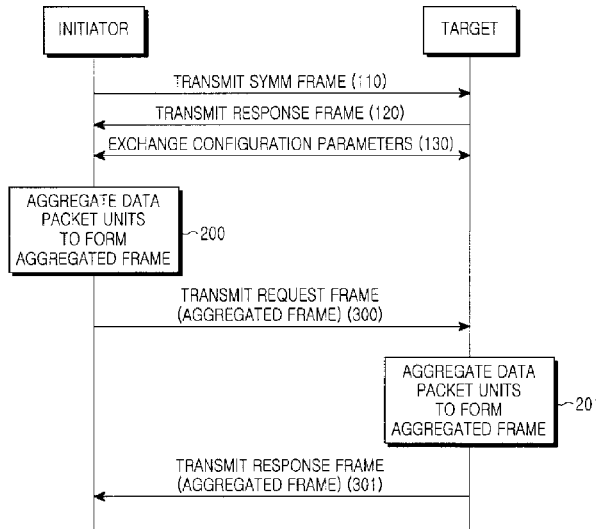 INITIATOR
TARGET
TRANSMIT SYMM FRAME (110)
TRANSMIT RESPONSE FRAME (120)
EXCHANGE CONFIGURATION PARAMETERS (130)
AGGREGATE DATA
PACKET UNITS
TO FORM
AGGREGATED FRAME
200
TRANSMIT REQUEST FRAME
(AGGREGATED FRAME) (300)
AGGREGATE DATA
PACKET UNITS
TO FORM
AGGREGATED FRAME
20
TRANSMIT RESPONSE FRAME
(AGGREGATED FRAME) (301)